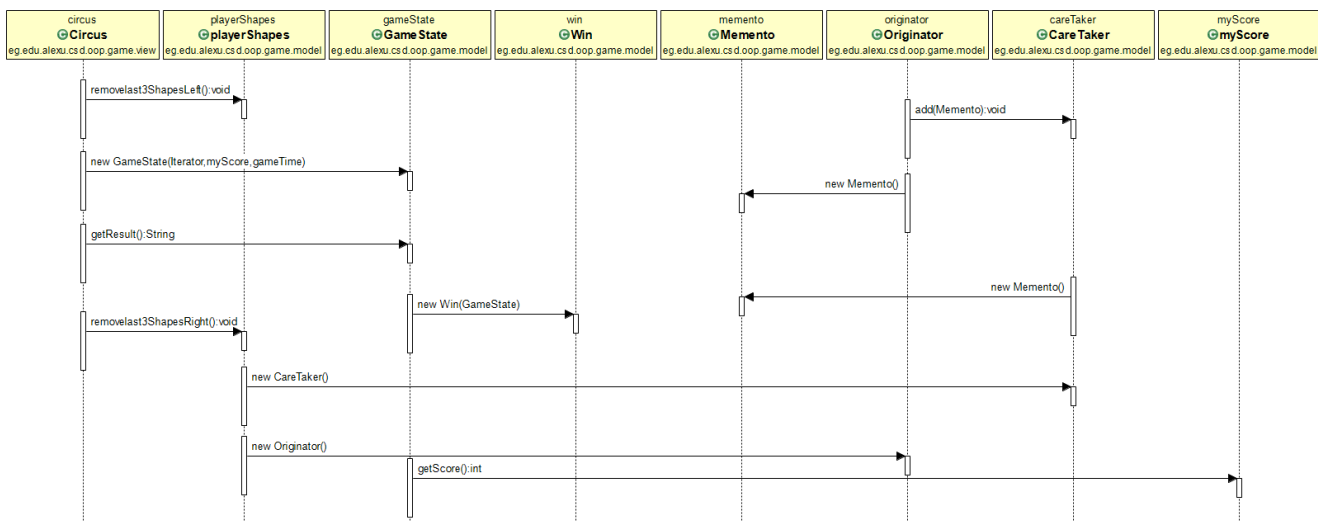 circus
Circus
eg.edu.alexu.csd.oop.game.view
playerShapes
playerShapes
eg.edu.alexu.csd.oop.game.model
gameState
GameState
eg.edu.alexu.csd.oop.game.model
win
Win
eg.edu.alexu.csd.oop.game.model
memento
Memento
eg.edu.alexu.csd.oop.game.model
originator
Originator
eg.edu.alexu.csd.oop.game.model
careTaker
CareTaker
eg.edu.alexu.csd.oop.game.model
myScore
myScore
eg.edu.alexu.csd.oop.game.model
removelast3ShapesLeft():void
add(Memento):void
new GameState(Iterator,myScore,gameTime)
new Memento()
getResult():String
new Memento()
new Win(GameState)
removelast3ShapesRight():void
new CareTaker()
new Originator()
getScore():int